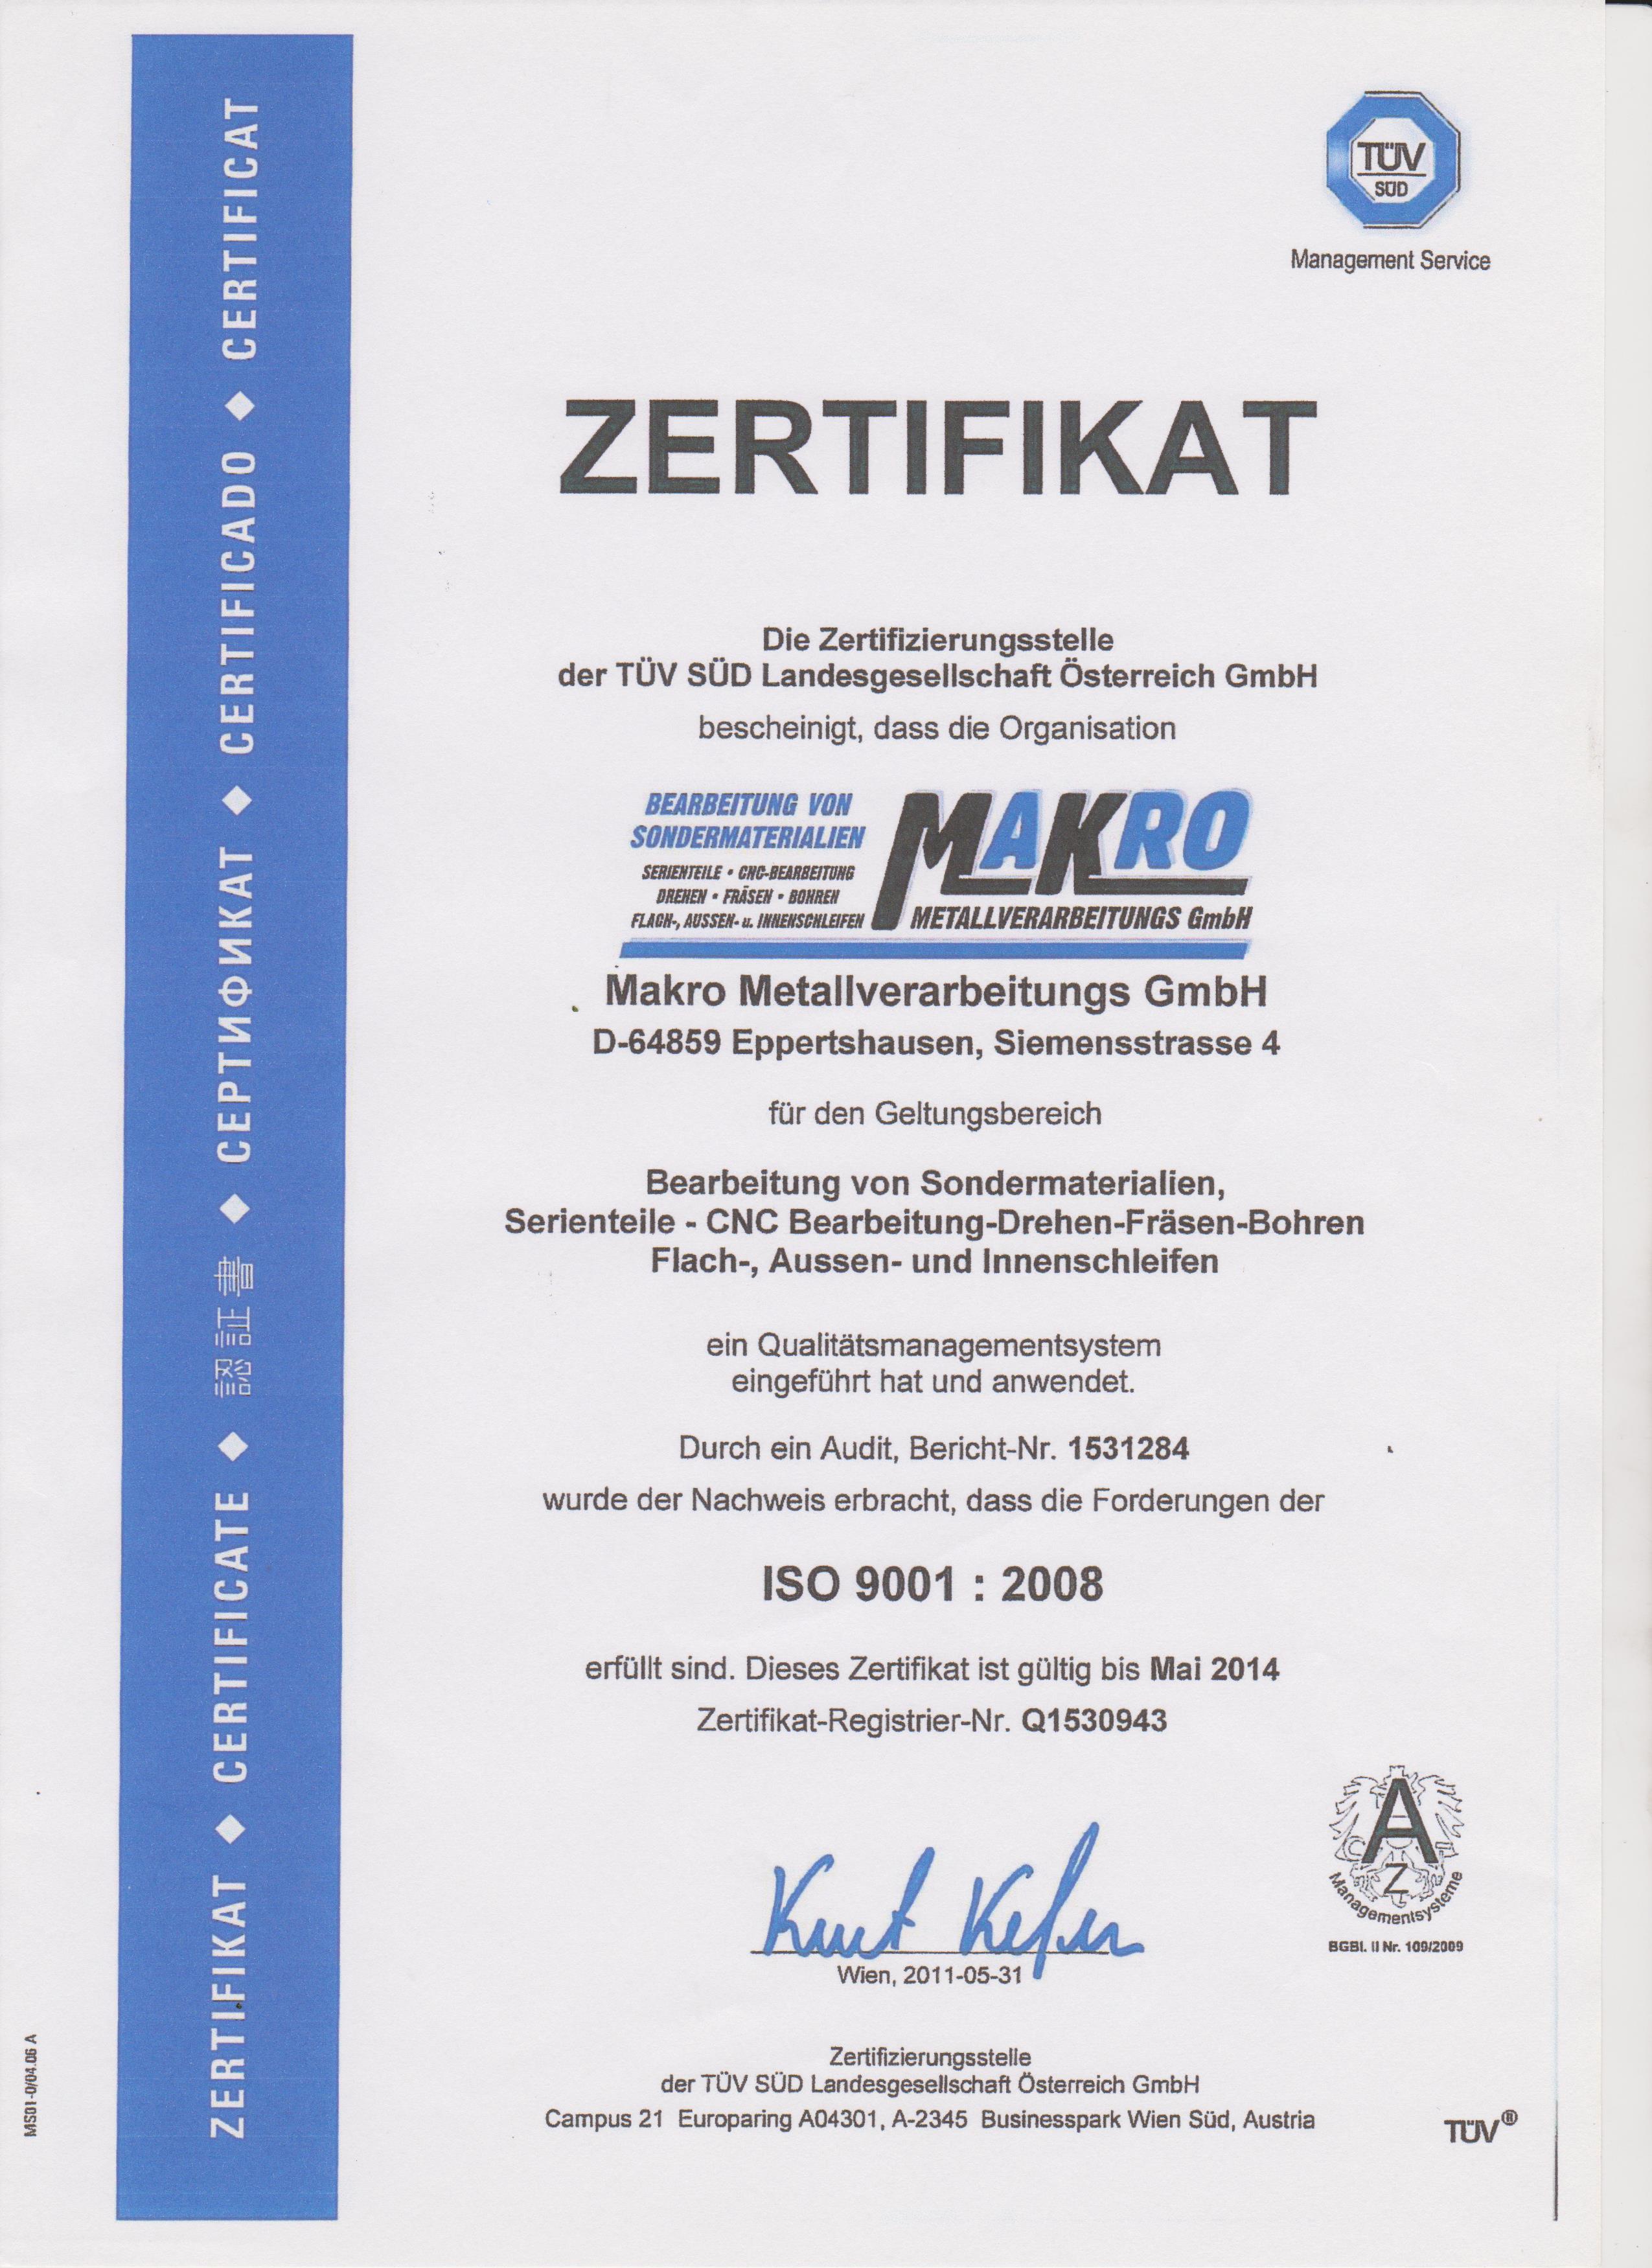 TÜV
SÜD
Management Service
ZERTIFIKAT ◆ CERTIFICATE ◆ 認証書 ◆ СЕРТИФИКАТ ◆ CERTIFICADO ◆ CERTIFICAT
ZERTIFIKAT
Die Zertifizierungsstelle
der TÜV SÜD Landesgesellschaft Österreich GmbH
bescheinigt, dass die Organisation
BEARBEITUNG VON
SONDERMATERIALIEN
SERIENTEILE • CNC-BEARBEITUNG
DREHEN • FRÄSEN • BOHREN
FLACH-, AUSSEN- u. INNENSCHLEIFEN
MAKRO
METALLVERARBEITUNGS GmbH
Makro Metallverarbeitungs GmbH
D-64859 Eppertshausen, Siemensstrasse 4
für den Geltungsbereich
Bearbeitung von Sondermaterialien,
Serienteile - CNC Bearbeitung-Drehen-Fräsen-Bohren
Flach-, Aussen- und Innenschleifen
ein Qualitätsmanagementsystem
eingeführt hat und anwendet.
Durch ein Audit, Bericht-Nr. 1531284
wurde der Nachweis erbracht, dass die Forderungen der
ISO 9001 : 2008
erfüllt sind. Dieses Zertifikat ist gültig bis Mai 2014
Zertifikat-Registrier-Nr. Q1530943
A
Z
Managementsysteme
BGBl. II Nr. 109/2009
Kurt
Wien, 2011-05-31
Zertifizierungsstelle
der TÜV SÜD Landesgesellschaft Österreich GmbH
Campus 21 Europaring A04301, A-2345 Businesspark Wien Süd, Austria
TÜV®
MS01-0/04.06 A